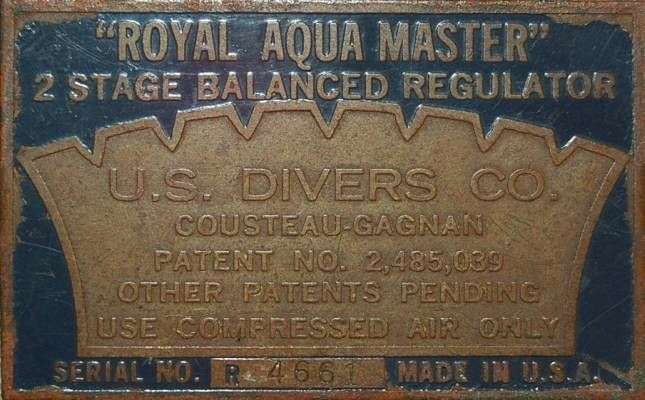 "ROYAL AQUA MASTER"
2 STAGE BALANCED REGULATOR
U.S. DIVERS CO.
COUSTEAU-GAGNAN
PATENT NO. 2,485,039
OTHER PATENTS PENDING
USE COMPRESSED AIR ONLY
SERIAL NO. R 4661 MADE IN U.S.A.